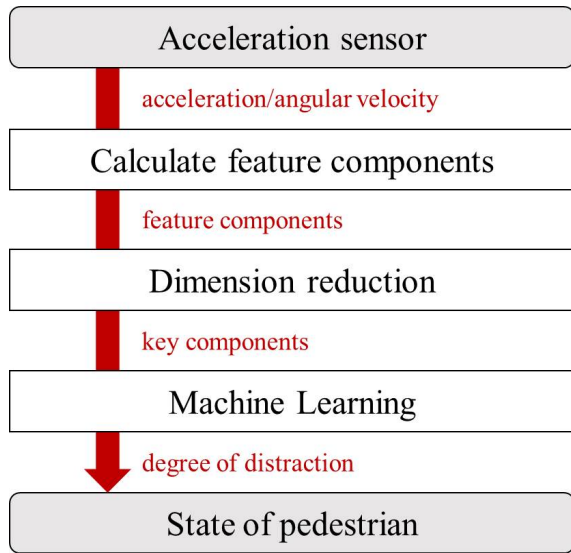 Acceleration sensor
acceleration/angular velocity
Calculate feature components
feature components
Dimension reduction
key components
Machine Learning
degree of distraction
State of pedestrian